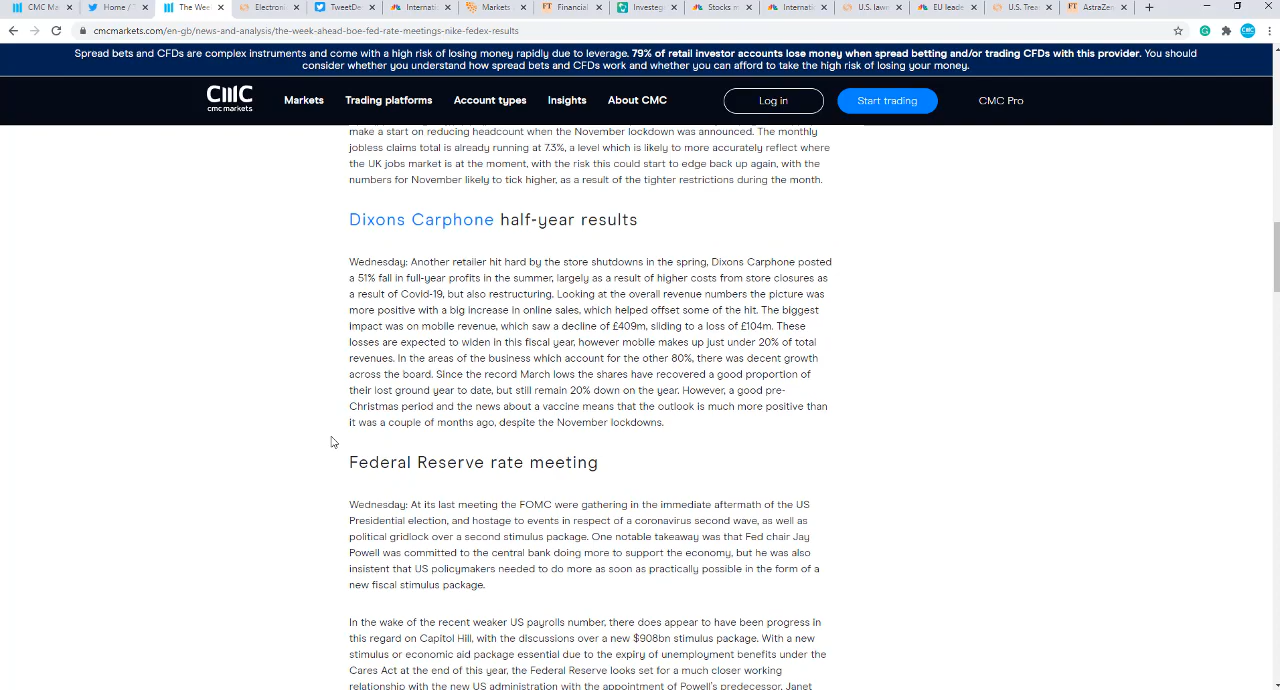 CMC Ma
Home /
The Wee
Electroni
TweetDe
Internati
Markets
Financial
Investeg
Stocks m
Internati
U.S. lawn
EU leade
U.S. Trea
AstraZen
cmcmarkets.com/en-gb/news-and-analysis/the-week-ahead-boe-fed-rate-meetings-nike-fedex-results
Spread bets and CFDs are complex instruments and come with a high risk of losing money rapidly due to leverage. 79% of retail investor accounts lose money when spread betting and/or trading CFDs with this provider. You should
consider whether you understand how spread bets and CFDs work and whether you can afford to take the high risk of losing your money.
CMC
cmc markets
Markets
Trading platforms
Account types
Insights
About CMC
Log in
Start trading
CMC Pro
make a start on reducing headcount when the November lockdown was announced. The monthly
jobless claims total is already running at 7.3%, a level which is likely to more accurately reflect where
the UK jobs market is at the moment, with the risk this could start to edge back up again, with the
numbers for November likely to tick higher, as a result of the tighter restrictions during the month.
Dixons Carphone half-year results
Wednesday: Another retailer hit hard by the store shutdowns in the spring, Dixons Carphone posted
a 51% fall in full-year profits in the summer, largely as a result of higher costs from store closures as
a result of Covid-19, but also restructuring. Looking at the overall revenue numbers the picture was
more positive with a big increase in online sales, which helped offset some of the hit. The biggest
impact was on mobile revenue, which saw a decline of £409m, sliding to a loss of £104m. These
losses are expected to widen in this fiscal year, however mobile makes up just under 20% of total
revenues. In the areas of the business which account for the other 80%, there was decent growth
across the board. Since the record March lows the shares have recovered a good proportion of
their lost ground year to date, but still remain 20% down on the year. However, a good pre-
Christmas period and the news about a vaccine means that the outlook is much more positive than
it was a couple of months ago, despite the November lockdowns.
Federal Reserve rate meeting
Wednesday: At its last meeting the FOMC were gathering in the immediate aftermath of the US
Presidential election, and hostage to events in respect of a coronavirus second wave, as well as
political gridlock over a second stimulus package. One notable takeaway was that Fed chair Jay
Powell was committed to the central bank doing more to support the economy, but he was also
insistent that US policymakers needed to do more as soon as practically possible in the form of a
new fiscal stimulus package.
In the wake of the recent weaker US payrolls number, there does appear to have been progress in
this regard on Capitol Hill, with the discussions over a new $908bn stimulus package. With a new
stimulus or economic aid package essential due to the expiry of unemployment benefits under the
Cares Act at the end of this year, the Federal Reserve looks set for a much closer working
relationship with the new US administration with the appointment of Powell's predecessor, Janet